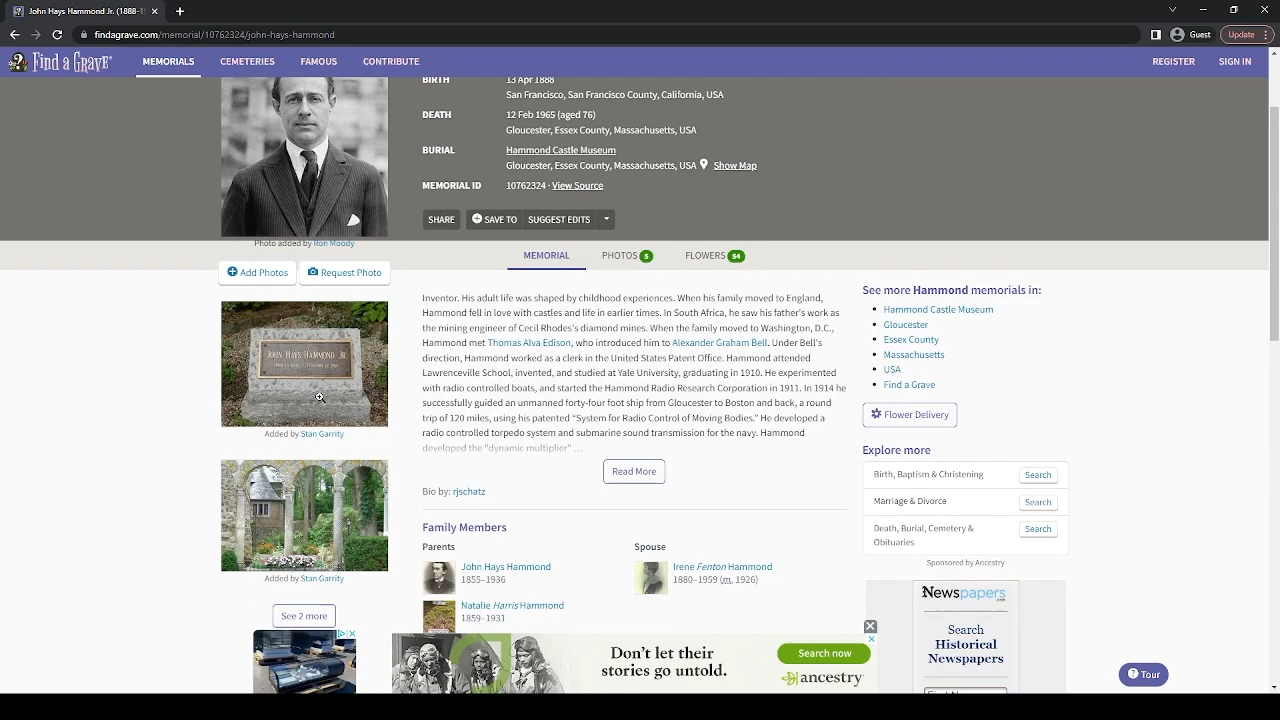 John Hays Hammond Jr. (1888-1
findagrave.com/memorial/10762324/john-hays-hammond
Guest
Update
FIND A GRAVE
MEMORIALS
CEMETERIES
FAMOUS
CONTRIBUTE
REGISTER
SIGN IN
BIRTH
13 Apr 1888
San Francisco, San Francisco County, California, USA
DEATH
12 Feb 1965 (aged 76)
Gloucester, Essex County, Massachusetts, USA
BURIAL
Hammond Castle Museum
Gloucester, Essex County, Massachusetts, USA Show Map
MEMORIAL ID
10762324 · View Source
SHARE
SAVE TO
SUGGEST EDITS
Photo added by Ron Moody
MEMORIAL
PHOTOS 5
FLOWERS 54
Add Photos
Request Photo
JOHN HAYS HAMMOND JR.
Added by Stan Garrity
Added by Stan Garrity
See 2 more
Inventor. His adult life was shaped by childhood experiences. When his family moved to England,
Hammond fell in love with castles and life in earlier times. In South Africa, he saw his father's work as
the mining engineer of Cecil Rhodes's diamond mines. When the family moved to Washington, D.C.,
Hammond met Thomas Alva Edison, who introduced him to Alexander Graham Bell. Under Bell's
direction, Hammond worked as a clerk in the United States Patent Office. Hammond attended
Lawrenceville School, invented, and studied at Yale University, graduating in 1910. He experimented
with radio controlled boats, and started the Hammond Radio Research Corporation in 1911. In 1914 he
successfully guided an unmanned forty-four foot ship from Gloucester to Boston and back, a round
trip of 120 miles, using his patented "System for Radio Control of Moving Bodies." He developed a
radio controlled torpedo system and submarine sound transmission for the navy. Hammond
developed the "dynamic multiplier" ...
Read More
Bio by: rjschatz
Family Members
Parents
John Hays Hammond
1855–1936
Natalie Harris Hammond
1859–1931
Spouse
Irene Fenton Hammond
1880–1959 (m. 1926)
See more Hammond memorials in:
Hammond Castle Museum
Gloucester
Essex County
Massachusetts
USA
Find a Grave
Flower Delivery
Explore more
Birth, Baptism & Christening
Search
Marriage & Divorce
Search
Death, Burial, Cemetery &
Obituaries
Search
Sponsored by Ancestry
Newspapers
.com
Search
Historical
Newspapers
Don't let their
stories go untold.
Search now
ancestry
Tour